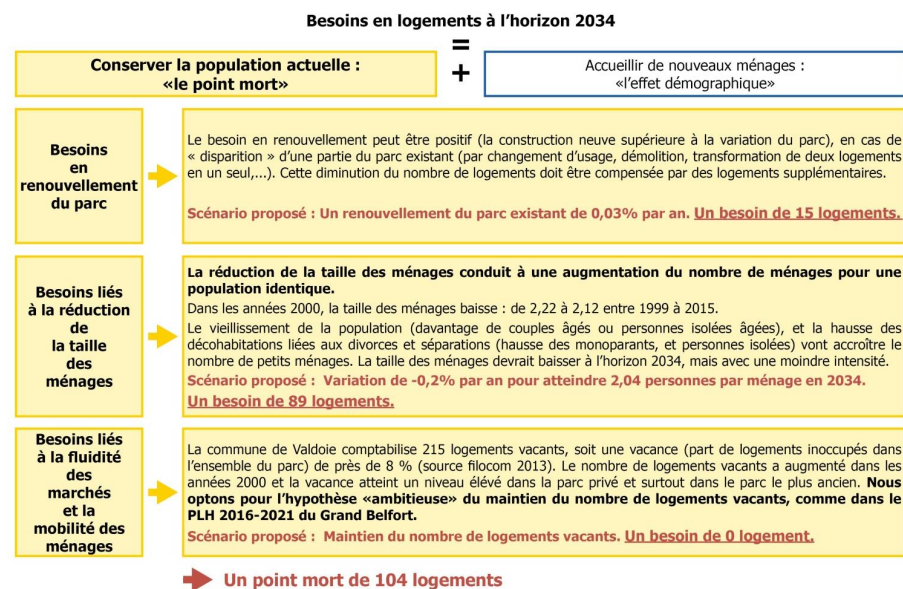 Besoins en logements à l'horizon 2034
=
Conserver la population actuelle :
«le point mort»
+
Accueillir de nouveaux ménages :
«l'effet démographique»
Besoins
en
renouvellement
du parc
Le besoin en renouvellement peut être positif (la construction neuve supérieure à la variation du parc), en cas de
« disparition » d'une partie du parc existant (par changement d'usage, démolition, transformation de deux logements
en un seul,...). Cette diminution du nombre de logements doit être compensée par des logements supplémentaires.
Scénario proposé : Un renouvellement du parc existant de 0,03% par an. Un besoin de 15 logements.
Besoins liés
à la réduction
de
la taille
des
ménages
La réduction de la taille des ménages conduit à une augmentation du nombre de ménages pour une
population identique.
Dans les années 2000, la taille des ménages baisse : de 2,22 à 2,12 entre 1999 à 2015.
Le vieillissement de la population (davantage de couples âgés ou personnes isolées âgées), et la hausse des
décohabitations liées aux divorces et séparations (hausse des monoparants, et personnes isolées) vont accroître le
nombre de petits ménages. La taille des ménages devrait baisser à l'horizon 2034, mais avec une moindre intensité.
Scénario proposé : Variation de -0,2% par an pour atteindre 2,04 personnes par ménage en 2034.
Un besoin de 89 logements.
Besoins liés
à la fluidité
des
marchés
et la
mobilité des
ménages
La commune de Valdoie comptabilise 215 logements vacants, soit une vacance (part de logements inoccupés dans
l'ensemble du parc) de près de 8 % (source filocom 2013). Le nombre de logements vacants a augmenté dans les
années 2000 et la vacance atteint un niveau élévé dans la parc privé et surtout dans le parc le plus ancien. Nous
optons pour l'hypothèse «ambitieuse» du maintien du nombre de logements vacants, comme dans le
PLH 2016-2021 du Grand Belfort.
Scénario proposé : Maintien du nombre de logements vacants. Un besoin de 0 logement.
Un point mort de 104 logements